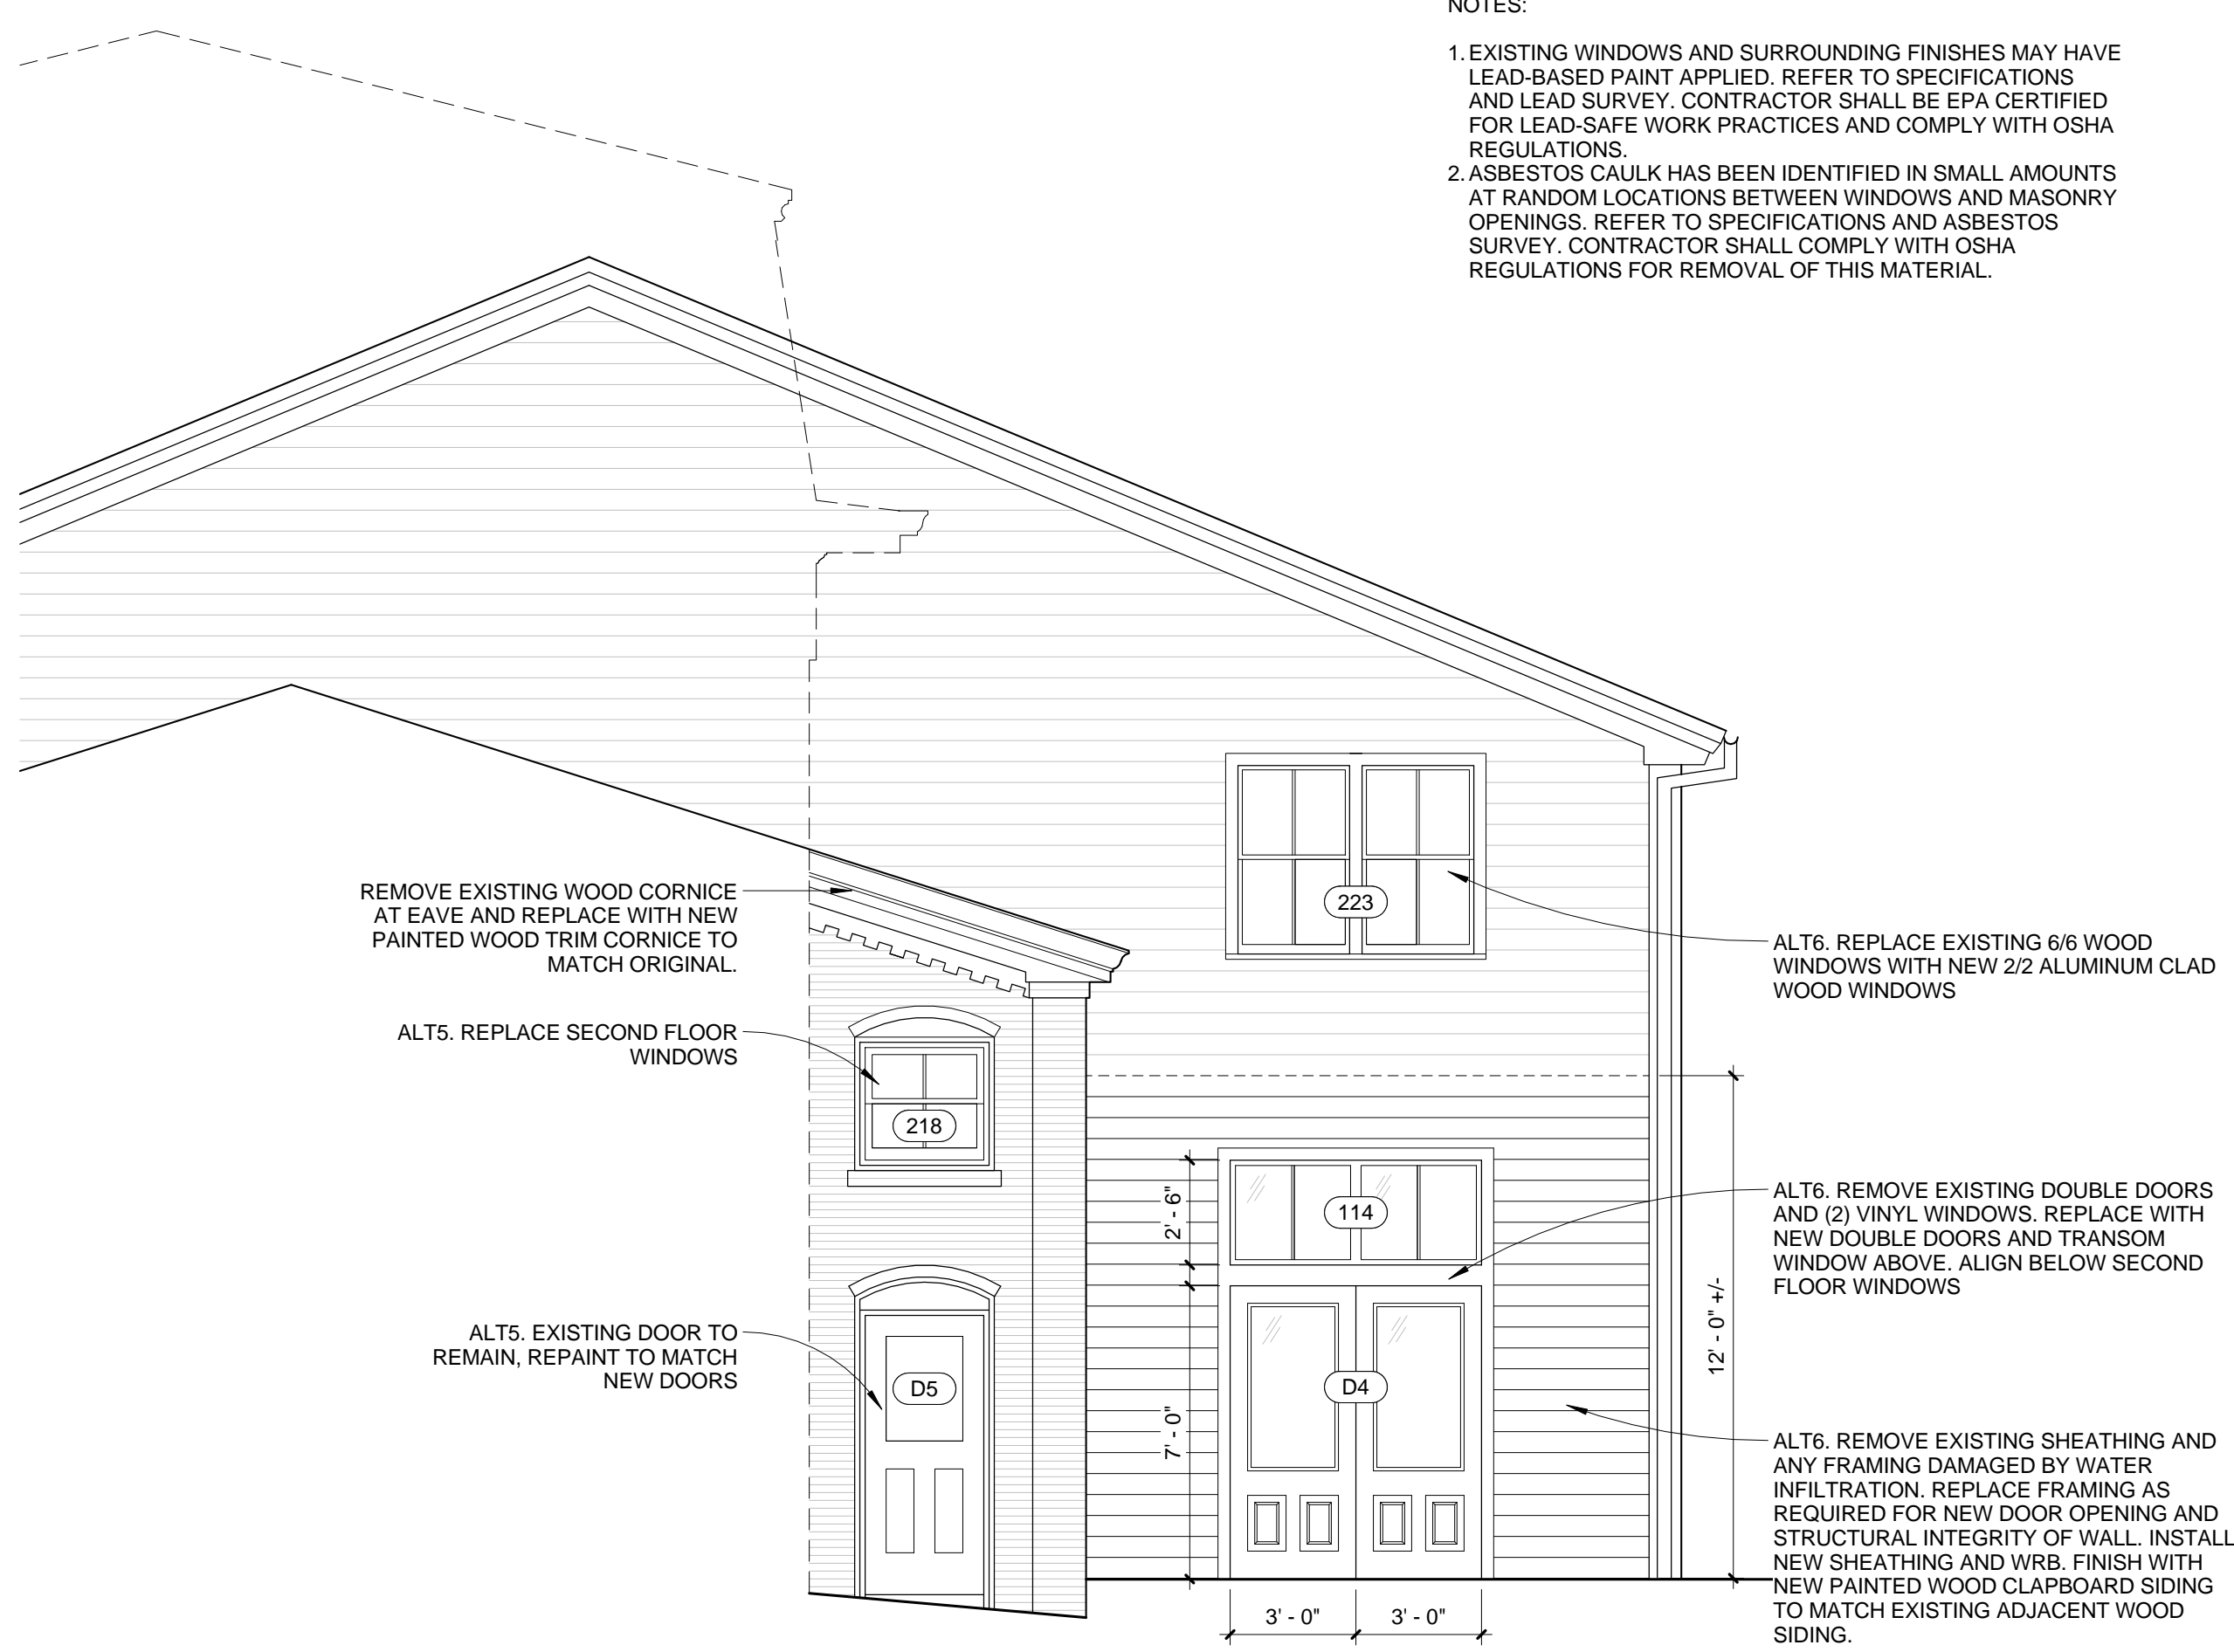 NOTES:
1. EXISTING WINDOWS AND SURROUNDING FINISHES MAY HAVE
LEAD-BASED PAINT APPLIED. REFER TO SPECIFICATIONS
AND LEAD SURVEY. CONTRACTOR SHALL BE EPA CERTIFIED
FOR LEAD-SAFE WORK PRACTICES AND COMPLY WITH OSHA
REGULATIONS.
2. ASBESTOS CAULK HAS BEEN IDENTIFIED IN SMALL AMOUNTS
AT RANDOM LOCATIONS BETWEEN WINDOWS AND MASONRY
OPENINGS. REFER TO SPECIFICATIONS AND ASBESTOS
SURVEY. CONTRACTOR SHALL COMPLY WITH OSHA
REGULATIONS FOR REMOVAL OF THIS MATERIAL.
REMOVE EXISTING WOOD CORNICE
AT EAVE AND REPLACE WITH NEW
PAINTED WOOD TRIM CORNICE TO
MATCH ORIGINAL.
ALT5. REPLACE SECOND FLOOR
WINDOWS
ALT5. EXISTING DOOR TO
REMAIN, REPAINT TO MATCH
NEW DOORS
218
D5
223
114
D4
2' - 6"
7' - 0"
3' - 0"
3' - 0"
12' - 0" +/-
ALT6. REPLACE EXISTING 6/6 WOOD
WINDOWS WITH NEW 2/2 ALUMINUM CLAD
WOOD WINDOWS
ALT6. REMOVE EXISTING DOUBLE DOORS
AND (2) VINYL WINDOWS. REPLACE WITH
NEW DOUBLE DOORS AND TRANSOM
WINDOW ABOVE. ALIGN BELOW SECOND
FLOOR WINDOWS
ALT6. REMOVE EXISTING SHEATHING AND
ANY FRAMING DAMAGED BY WATER
INFILTRATION. REPLACE FRAMING AS
REQUIRED FOR NEW DOOR OPENING AND
STRUCTURAL INTEGRITY OF WALL. INSTALL
NEW SHEATHING AND WRB. FINISH WITH
NEW PAINTED WOOD CLAPBOARD SIDING
TO MATCH EXISTING ADJACENT WOOD
SIDING.